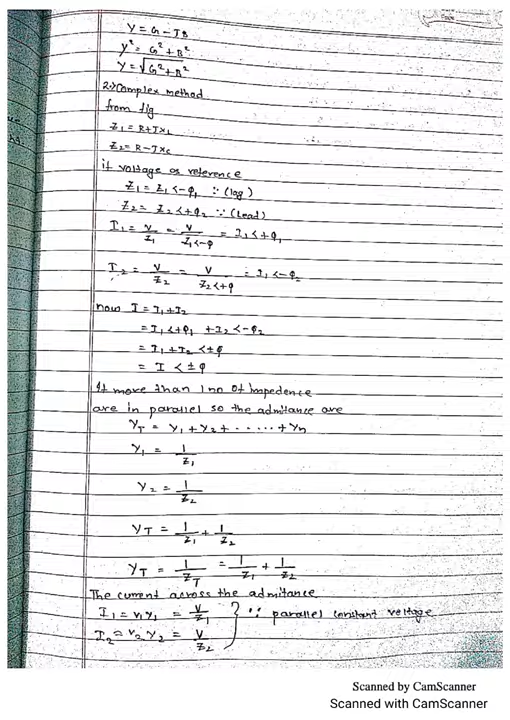 Y = G - JB
Y² = G² + B²
Y = √G² + B²
2.) Complex method
from fig
Z₁ = R + JXL
Z₂ = R - JXc
if voltage as reference
Z₁ = Z₁ < -φ₁ ∵ (lag)
Z₂ = Z₂ < +φ₂ ∵ (Lead)
I₁ = V/Z₁ = V/Z₁<-φ = I₁ < +φ₁
I₂ = V/Z₂ = V/Z₂<+φ = I₁ < -φ₂
now I = I₁ + I₂
= I₁ < +φ₁ + I₂ < -φ₂
= I₁ + I₂ < ±φ
= I < ±φ
If more than 1 no of impedence
are in parallel so the admitance are
YT = Y₁ + Y₂ + - - - - - + Yn
Y₁ = 1/Z₁
Y₂ = 1/Z₂
YT = 1/Z₁ + 1/Z₂
YT = 1/ZT = 1/Z₁ + 1/Z₂
The current across the admitance
I₁ = V₁Y₁ = V/Z₁ } ∵ parallel constant voltage
I₂ = V₂Y₂ = V/Z₂
Scanned by CamScanner
Scanned with CamScanner